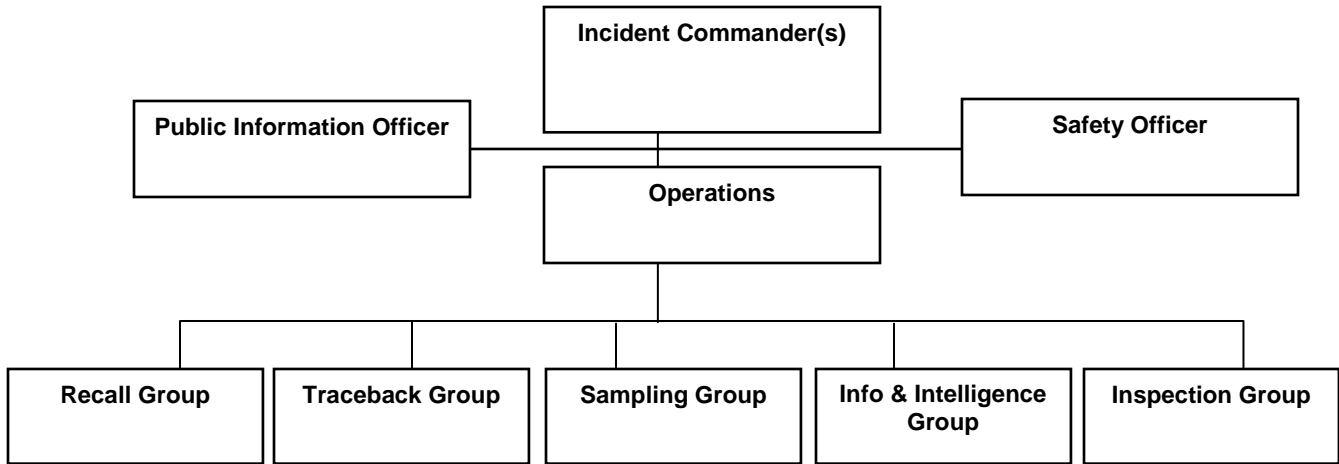 Incident Commander(s)
Public Information Officer
Safety Officer
Operations
Recall Group
Traceback Group
Sampling Group
Info & Intelligence
Group
Inspection Group